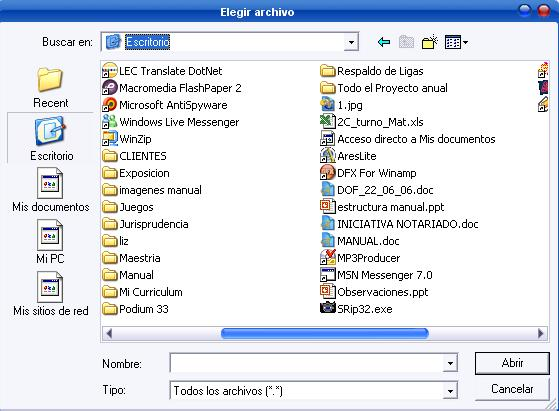 Elegir archivo
Buscar en:
Escritorio
Recent
Escritorio
Mis documentos
Mi PC
Mis sitios de red
LEC Translate DotNet
Macromedia FlashPaper 2
Microsoft AntiSpyware
Windows Live Messenger
WinZip
CLIENTES
Exposicion
imagenes manual
Juegos
Jurisprudencia
liz
Maestria
Manual
Mi Curriculum
Podium 33
Respaldo de Ligas
Todo el Proyecto anual
1.jpg
2C_turno_Mat.xls
Acceso directo a Mis documentos
AresLite
DFX For Winamp
DOF_22_06_06.doc
estructura manual.ppt
INICIATIVA NOTARIADO.doc
MANUAL.doc
MP3Producer
MSN Messenger 7.0
Observaciones.ppt
SRip32.exe
Nombre:
Abrir
Tipo:
Todos los archivos (*.*)
Cancelar